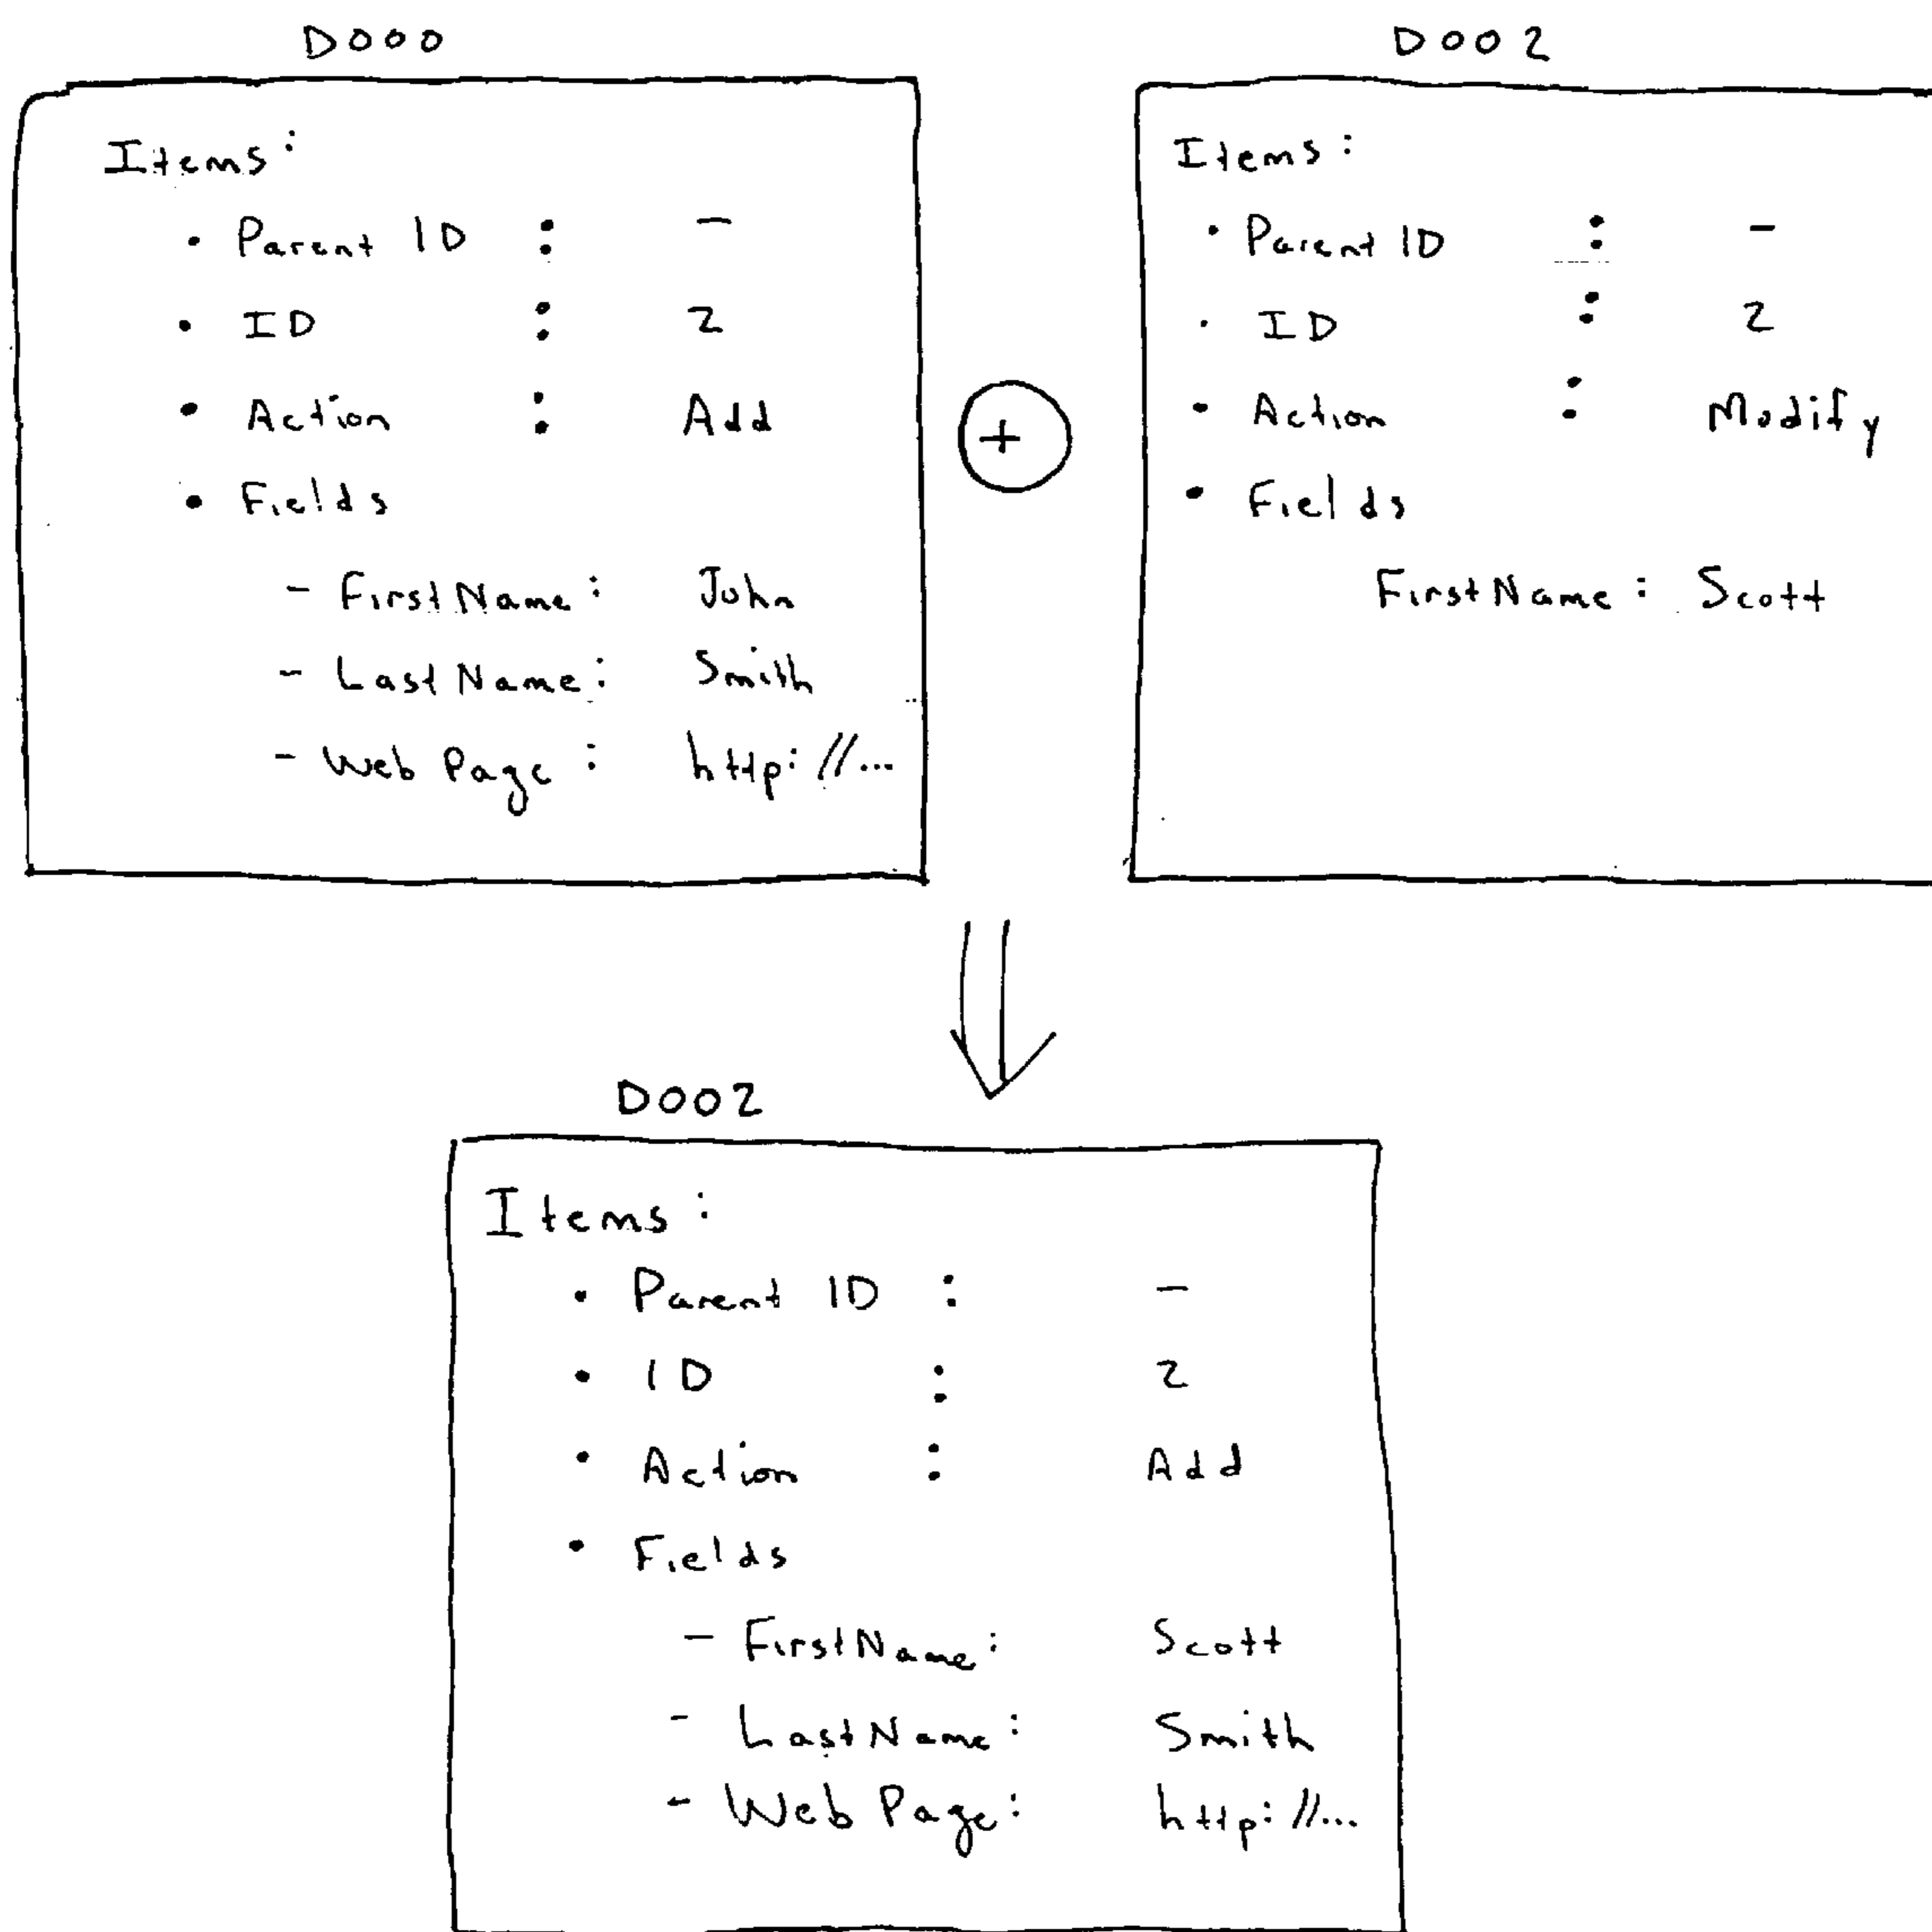 D000
Items:
• Parent ID : –
• ID : 2
• Action : Add
• Fields
- FirstName: John
- LastName: Smith
- Web Page: http://...
+
D002
Items:
• Parent ID : –
• ID : 2
• Action : Modify
• Fields
FirstName: Scott
D002
Items:
• Parent ID : –
• ID : 2
• Action : Add
• Fields
- FirstName: Scott
- LastName: Smith
- Web Page: http://...